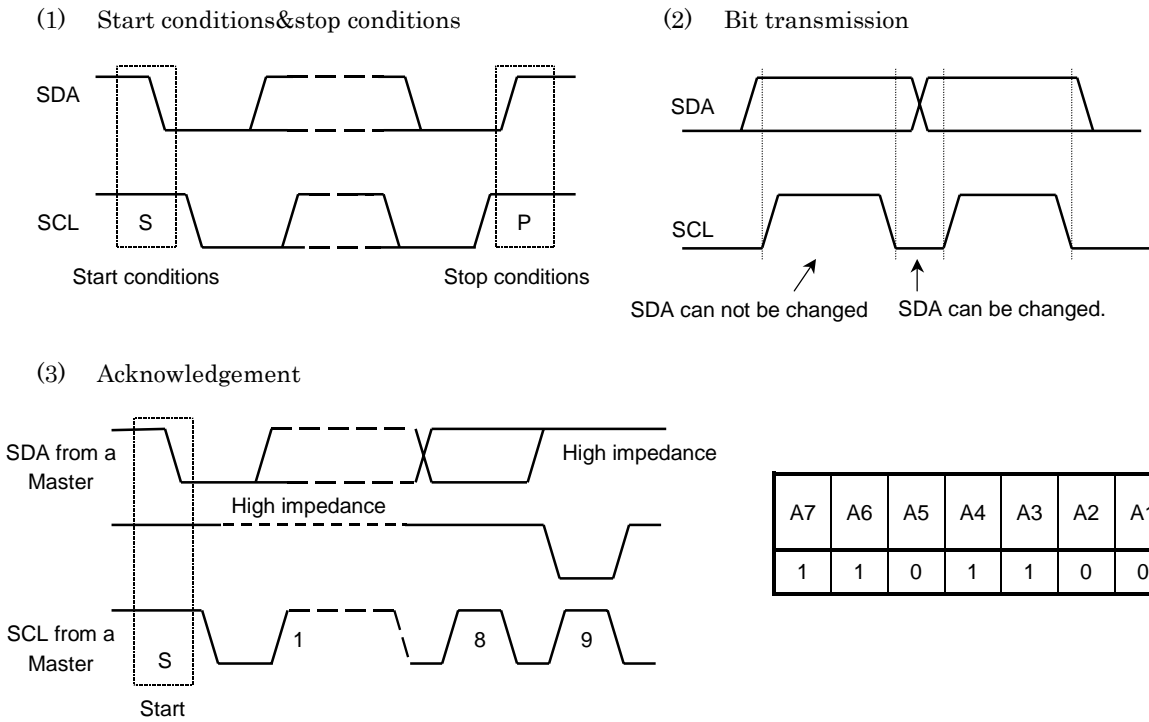 (1) Start conditions&stop conditions
SDA
SCL
S
P
Start conditions
Stop conditions
(2) Bit transmission
SDA
SCL
SDA can not be changed
SDA can be changed.
(3) Acknowledgement
SDA from a
Master
High impedance
High impedance
SCL from a
Master
S
1
8
9
Start
A7 A6 A5 A4 A3 A2 A1
1 1 0 1 1 0 0